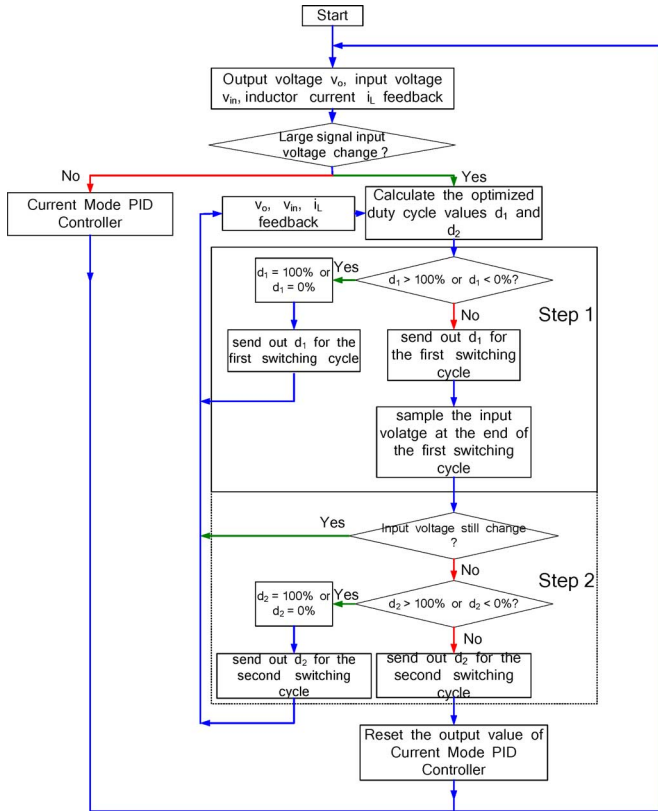 Start
Output voltage vₒ, input voltage
vᵢₙ, inductor current i_L feedback
Large signal input
voltage change ?
No
Yes
Current Mode PID
Controller
vₒ, vᵢₙ, i_L
feedback
Calculate the optimized
duty cycle values d₁ and
d₂
d₁ = 100% or
d₁ = 0%
Yes
d₁ > 100% or d₁ < 0%?
Step 1
No
send out d₁ for the
first switching cycle
send out d₁ for
the first switching
cycle
sample the input
volatge at the end of
the first switching
cycle
Yes
Input voltage still change
?
No
Step 2
d₂ = 100% or
d₂ = 0%
Yes
d₂ > 100% or d₂ < 0%?
No
send out d₂ for the
second switching
cycle
send out d₂ for the
second switching
cycle
Reset the output value of
Current Mode PID
Controller